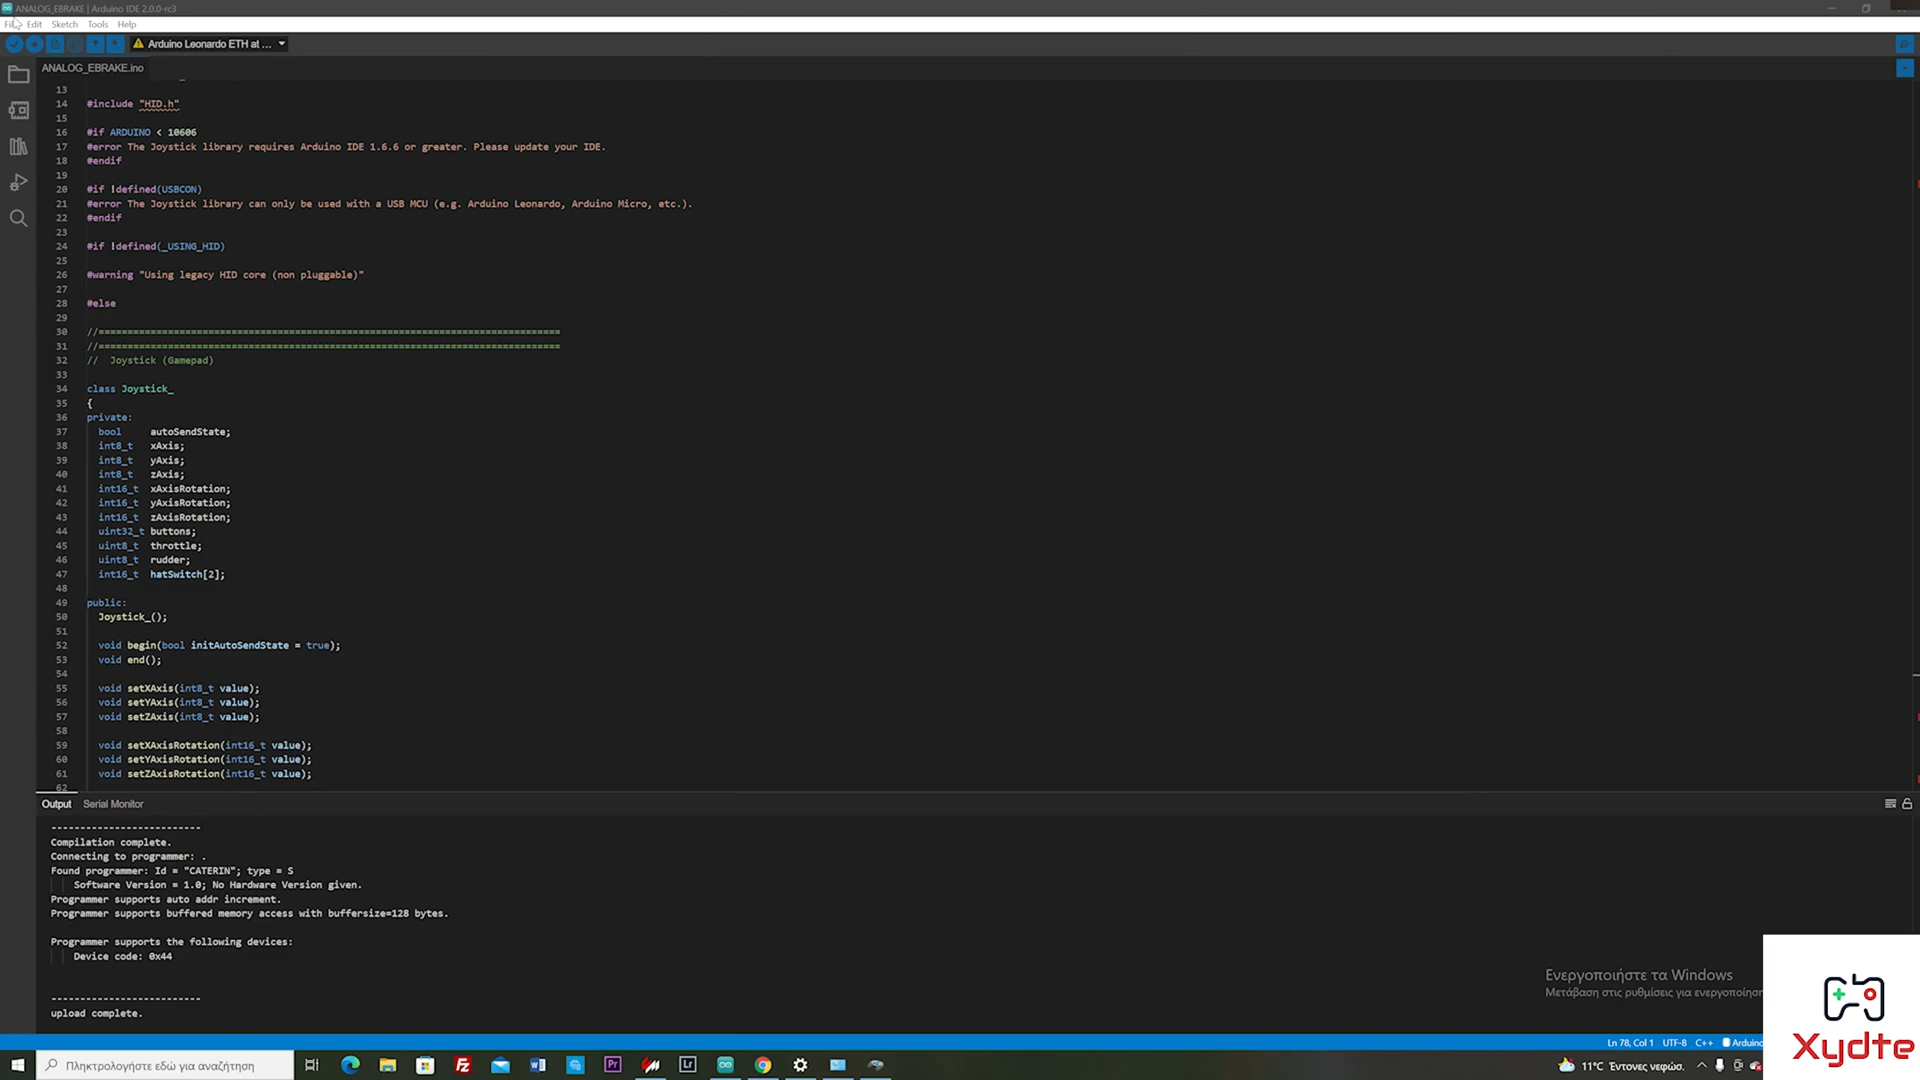 ANALOG_EBRAKE | Arduino IDE 2.0.0-rc3
File Edit Sketch Tools Help
Arduino Leonardo ETH at ...
ANALOG_EBRAKE.ino
13
14 #include "HID.h"
15
16 #if ARDUINO < 10606
17 #error The Joystick library requires Arduino IDE 1.6.6 or greater. Please update your IDE.
18 #endif
19
20 #if !defined(USBCON)
21 #error The Joystick library can only be used with a USB MCU (e.g. Arduino Leonardo, Arduino Micro, etc.).
22 #endif
23
24 #if !defined(_USING_HID)
25
26 #warning "Using legacy HID core (non pluggable)"
27
28 #else
29
30 //================================================================================
31 //================================================================================
32 //  Joystick (Gamepad)
33
34 class Joystick_
35 {
36 private:
37 bool autoSendState;
38 int8_t xAxis;
39 int8_t yAxis;
40 int8_t zAxis;
41 int16_t xAxisRotation;
42 int16_t yAxisRotation;
43 int16_t zAxisRotation;
44 uint32_t buttons;
45 uint8_t throttle;
46 uint8_t rudder;
47 int16_t hatSwitch[2];
48
49 public:
50 Joystick_();
51
52 void begin(bool initAutoSendState = true);
53 void end();
54
55 void setXAxis(int8_t value);
56 void setYAxis(int8_t value);
57 void setZAxis(int8_t value);
58
59 void setXAxisRotation(int16_t value);
60 void setYAxisRotation(int16_t value);
61 void setZAxisRotation(int16_t value);
62
Output Serial Monitor
--------------------------
Compilation complete.
Connecting to programmer: .
Found programmer: Id = "CATERIN"; type = S
Software Version = 1.0; No Hardware Version given.
Programmer supports auto addr increment.
Programmer supports buffered memory access with buffersize=128 bytes.
Programmer supports the following devices:
Device code: 0x44
--------------------------
upload complete.
Ενεργοποιήστε τα Windows
Μετάβαση στις ρυθμίσεις για ενεργοποίησ
Ln 78, Col 1 UTF-8 C++ Arduino
Πληκτρολογήστε εδώ για αναζήτηση
11°C Έντονες νεφώσ.
Xydte